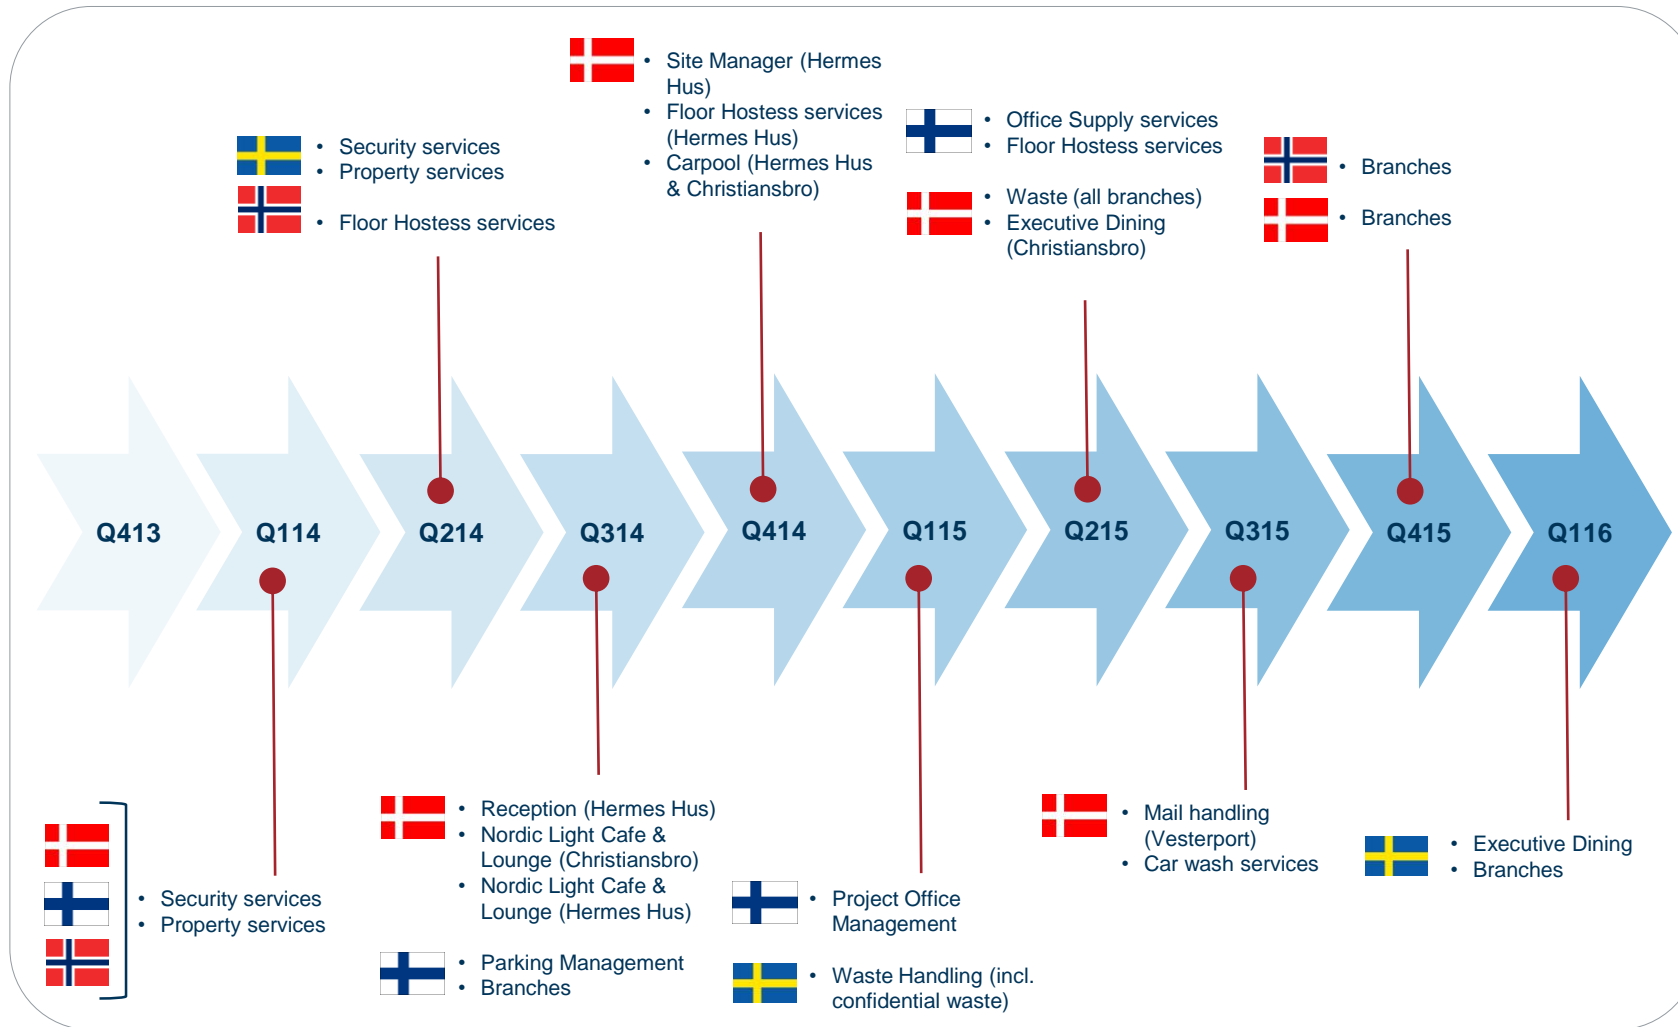 • Site Manager (Hermes
Hus)
• Floor Hostess services
(Hermes Hus)
• Carpool (Hermes Hus
& Christiansbro)
• Office Supply services
• Floor Hostess services
• Waste (all branches)
• Executive Dining
(Christiansbro)
• Security services
• Property services
• Floor Hostess services
• Branches
• Branches
Q413
Q114
Q214
Q314
Q414
Q115
Q215
Q315
Q415
Q116
• Security services
• Property services
• Reception (Hermes Hus)
• Nordic Light Cafe &
Lounge (Christiansbro)
• Nordic Light Cafe &
Lounge (Hermes Hus)
• Parking Management
• Branches
• Project Office
Management
• Waste Handling (incl.
confidential waste)
• Mail handling
(Vesterport)
• Car wash services
• Executive Dining
• Branches